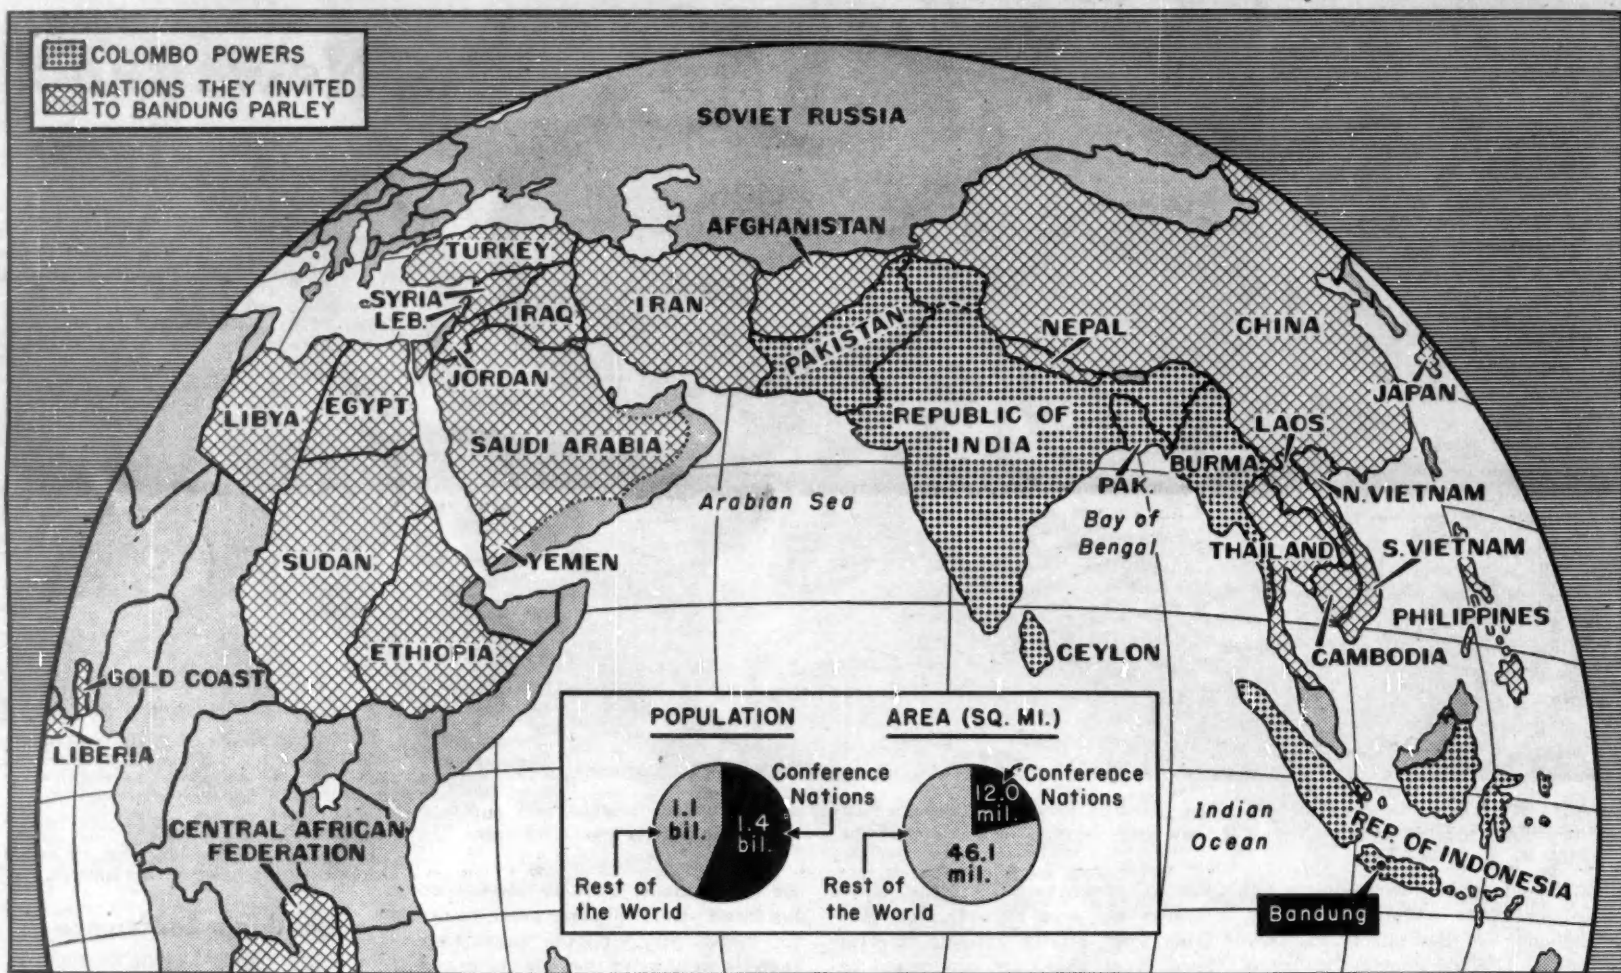 COLOMBO POWERS
NATIONS THEY INVITED
TO BANDUNG PARLEY
SOVIET RUSSIA
AFGHANISTAN
TURKEY
SYRIA
LEB.
IRAQ
IRAN
PAKISTAN
NEPAL
CHINA
JORDAN
JAPAN
LIBYA
EGYPT
SAUDI ARABIA
REPUBLIC OF
INDIA
LAOS
BURMA
PAK.
N.VIETNAM
Arabian Sea
Bay of
Bengal
SUDAN
YEMEN
THAILAND
S.VIETNAM
PHILIPPINES
ETHIOPIA
CEYLON
CAMBODIA
GOLD COAST
LIBERIA
CENTRAL AFRICAN
FEDERATION
POPULATION
1.1
bil.
1.4
bil.
Conference
Nations
Rest of
the World
AREA (SQ. MI.)
12.0
mil.
46.1
mil.
Conference
Nations
Rest of
the World
Indian
Ocean
REP. OF INDONESIA
Bandung